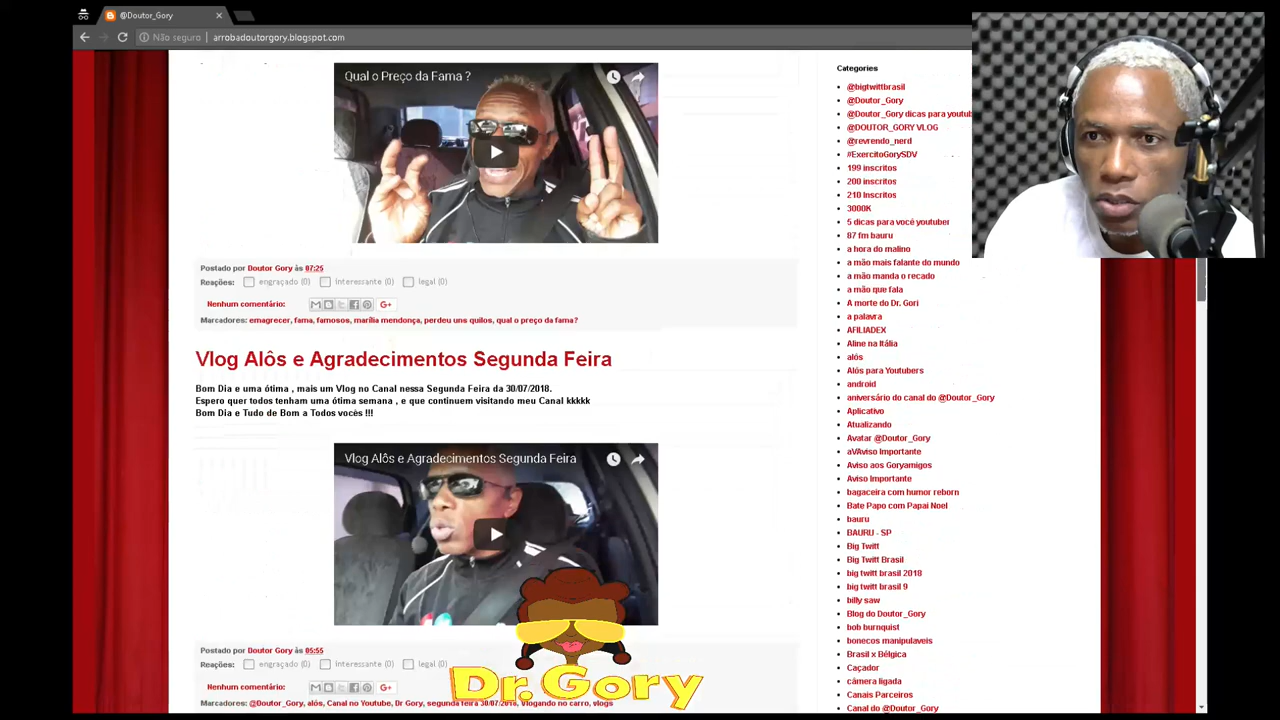 @Doutor_Gory
Não seguro | arrobadoutorgory.blogspot.com
Qual o Preço da Fama ?
Postado por Doutor Gory às 07:25
Reações: engraçado (0) interessante (0) legal (0)
Nenhum comentário:
G+
Marcadores: emagrecer, fama, famosos, marília mendonça, perdeu uns quilos, qual o preço da fama?
Vlog Alôs e Agradecimentos Segunda Feira
Bom Dia e uma ótima , mais um Vlog no Canal nessa Segunda Feira da 30/07/2018.
Espero quer todos tenham uma ótima semana , e que continuem visitando meu Canal kkkkk
Bom Dia e Tudo de Bom a Todos vocês !!!
Vlog Alôs e Agradecimentos Segunda Feira
Postado por Doutor Gory às 05:55
Reações: engraçado (0) interessante (0) legal (0)
Nenhum comentário:
G+
Marcadores: @Doutor_Gory, alôs, Canal no Youtube, Dr Gory, segunda feira 30/07/2018, Vlogando no carro, vlogs
Dr. Gory
Categories
@bigtwittbrasil
@Doutor_Gory
@Doutor_Gory dicas para youtub
@DOUTOR_GORY VLOG
@revrendo_nerd
#ExercitoGorySDV
199 inscritos
200 inscritos
210 Inscritos
3000K
5 dicas para você youtuber
87 fm bauru
a hora do malino
a mão mais falante do mundo
a mão manda o recado
a mão que fala
A morte do Dr. Gori
a palavra
AFILIADEX
Aline na Itália
alós
Alós para Youtubers
android
aniversário do canal do @Doutor_Gory
Aplicativo
Atualizando
Avatar @Doutor_Gory
aVAviso Importante
Aviso aos Goryamigos
Aviso Importante
bagaceira com humor reborn
Bate Papo com Papai Noel
bauru
BAURU - SP
Big Twitt
Big Twitt Brasil
big twitt brasil 2018
big twitt brasil 9
billy saw
Blog do Doutor_Gory
bob burnquist
bonecos manipulaveis
Brasil x Bélgica
Caçador
câmera ligada
Canais Parceiros
Canal do @Doutor_Gory